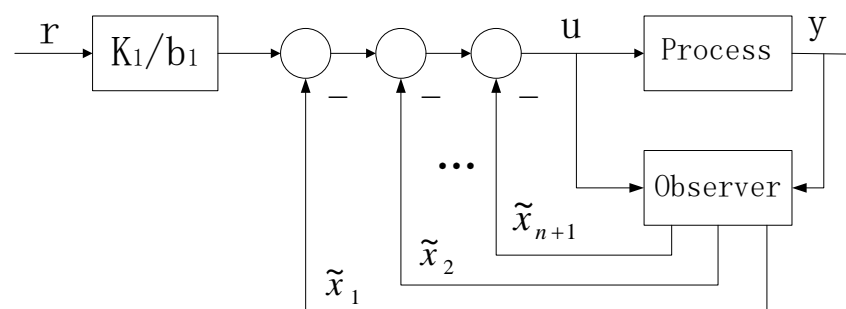 r
K₁/b₁
u
Process
y
− − −
...
Observer
x̃ₙ₊₁
x̃₂
x̃₁